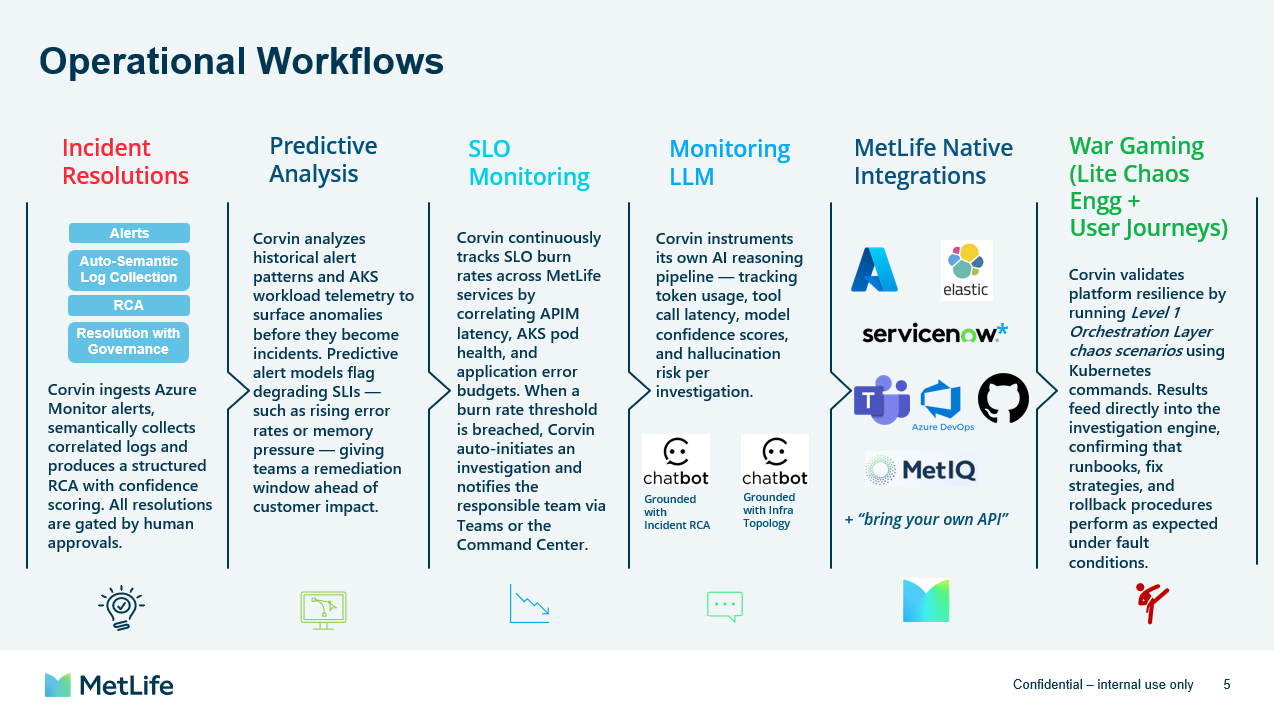 Operational Workflows
Incident
Resolutions
Alerts
Auto-Semantic
Log Collection
RCA
Resolution with
Governance
Corvin ingests Azure
Monitor alerts,
semantically collects
correlated logs and
produces a structured
RCA with confidence
scoring. All resolutions
are gated by human
approvals.
Predictive
Analysis
Corvin analyzes
historical alert
patterns and AKS
workload telemetry to
surface anomalies
before they become
incidents. Predictive
alert models flag
degrading SLIs —
such as rising error
rates or memory
pressure — giving
teams a remediation
window ahead of
customer impact.
SLO
Monitoring
Corvin continuously
tracks SLO burn
rates across MetLife
services by
correlating APIM
latency, AKS pod
health, and
application error
budgets. When a
burn rate threshold
is breached, Corvin
auto-initiates an
investigation and
notifies the
responsible team via
Teams or the
Command Center.
Monitoring
LLM
Corvin instruments
its own AI reasoning
pipeline — tracking
token usage, tool
call latency, model
confidence scores,
and hallucination
risk per
investigation.
chatbot
Grounded
with
Incident RCA
chatbot
Grounded
with Infra
Topology
MetLife Native
Integrations
elastic
servicenow
T
Azure DevOps
MetIQ
+ “bring your own API”
War Gaming
(Lite Chaos
Engg +
User Journeys)
Corvin validates
platform resilience by
running Level 1
Orchestration Layer
chaos scenarios using
Kubernetes
commands. Results
feed directly into the
investigation engine,
confirming that
runbooks, fix
strategies, and
rollback procedures
perform as expected
under fault
conditions.
MetLife
Confidential – internal use only
5